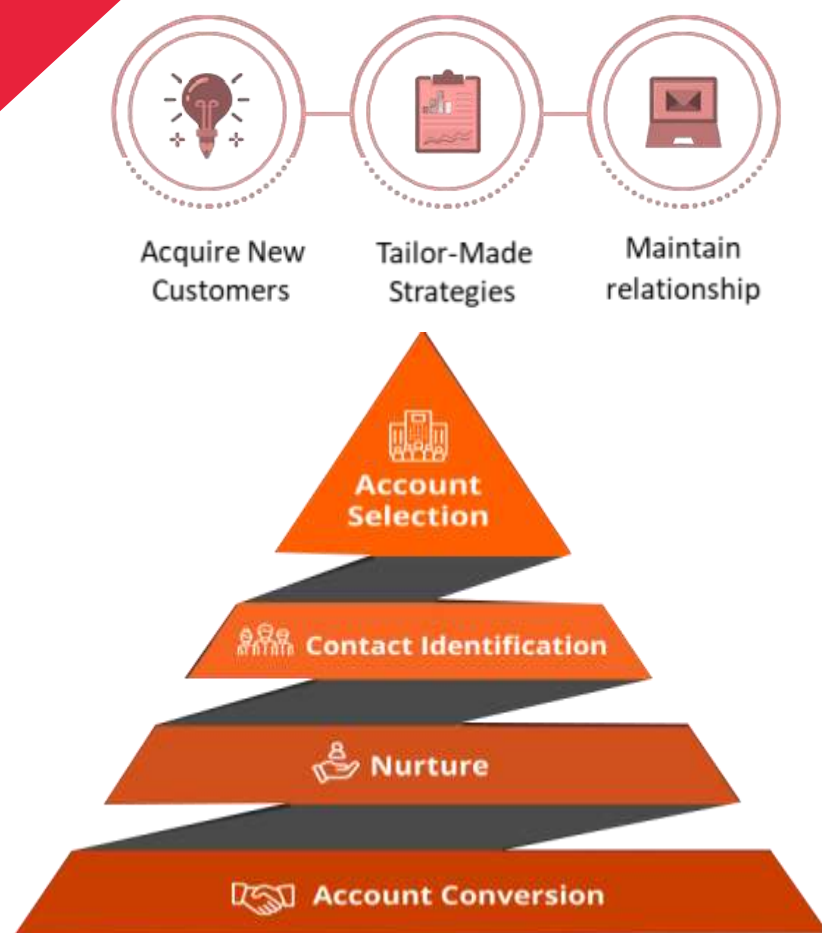 Acquire New
Customers
Tailor-Made
Strategies
Maintain
relationship
Account
Selection
Contact Identification
Nurture
Account Conversion